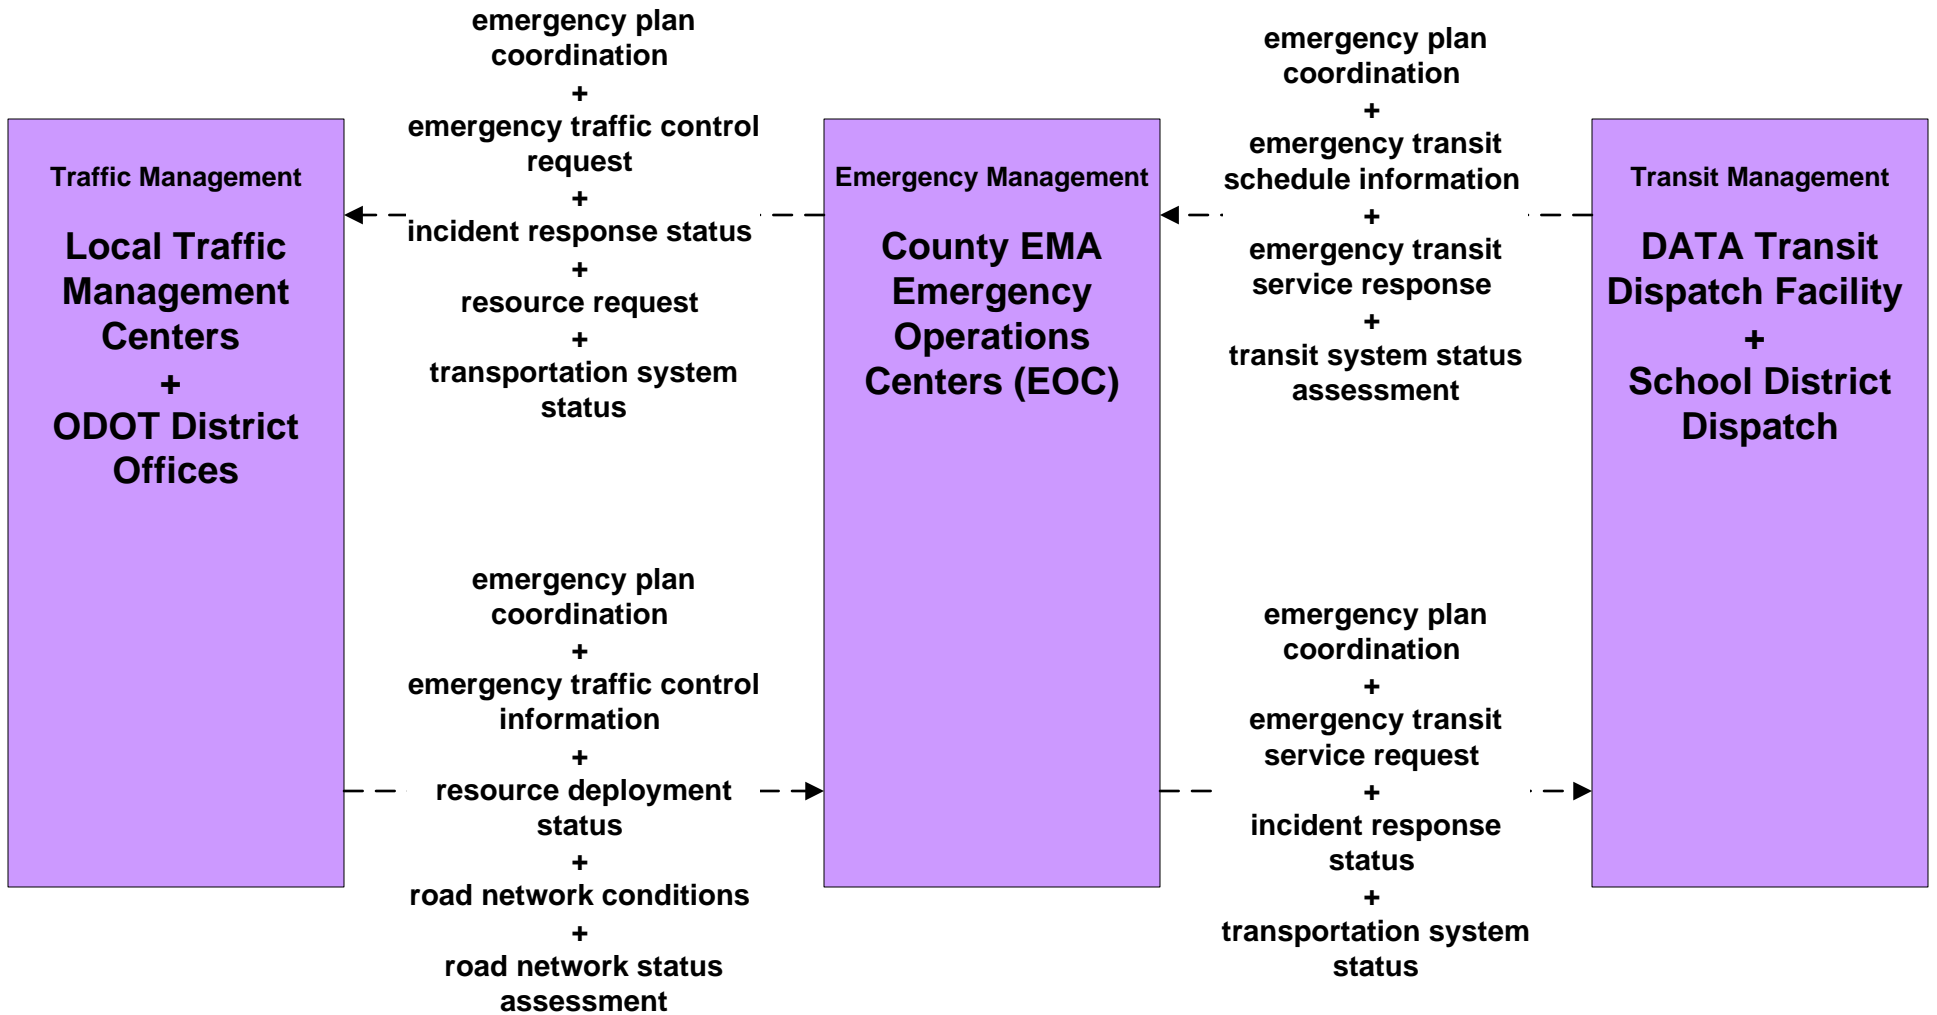 emergency plan
coordination
+
emergency traffic control
request
+
incident response status
+
resource request
+
transportation system
status
emergency plan
coordination
+
emergency transit
schedule information
+
emergency transit
service response
+
transit system status
assessment
Traffic Management
Local Traffic
Management
Centers
+
ODOT District
Offices
Emergency Management
County EMA
Emergency
Operations
Centers (EOC)
Transit Management
DATA Transit
Dispatch Facility
+
School District
Dispatch
emergency plan
coordination
+
emergency traffic control
information
+
resource deployment
status
+
road network conditions
+
road network status
assessment
emergency plan
coordination
+
emergency transit
service request
+
incident response
status
+
transportation system
status